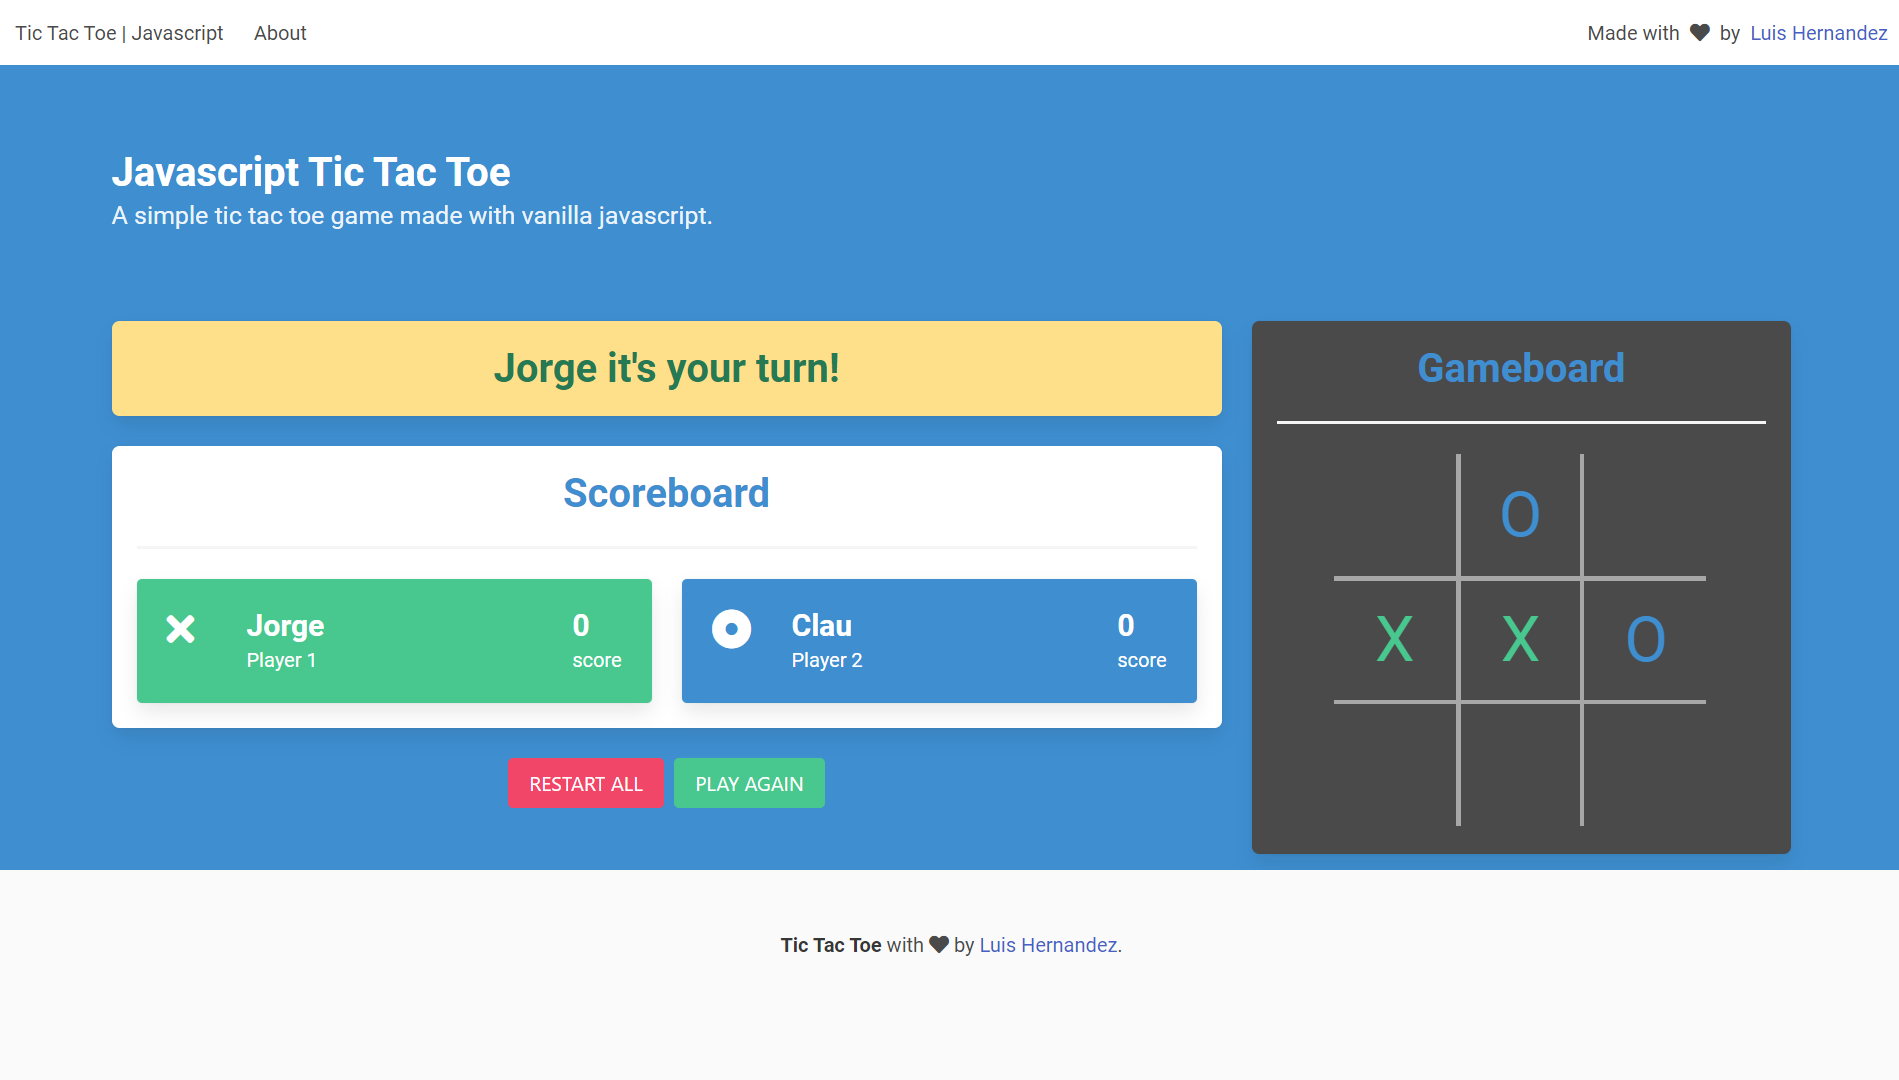 Tic Tac Toe | Javascript About Made with by Luis Hernandez
Javascript Tic Tac Toe
A simple tic tac toe game made with vanilla javascript.
Jorge it's your turn!
Scoreboard
Jorge 0
Player 1 score
Clau 0
Player 2 score
RESTART ALL PLAY AGAIN
Gameboard
O
X X O
Tic Tac Toe with by Luis Hernandez.